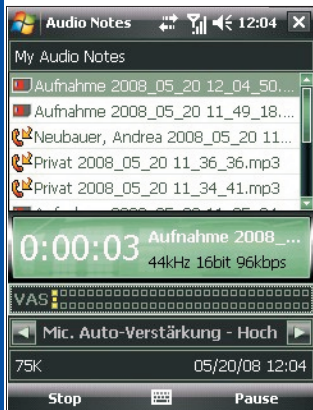 Audio Notes 12:04
My Audio Notes
Aufnahme 2008_05_20 12_04_50....
Aufnahme 2008_05_20 11_49_18....
Neubauer, Andrea 2008_05_20 11...
Privat 2008_05_20 11_36_36.mp3
Privat 2008_05_20 11_34_41.mp3
0:00:03 Aufnahme 2008_...
44kHz 16bit 96kbps
VAS
Mic. Auto-Verstärkung - Hoch
75K 05/20/08 12:04
Stop Pause